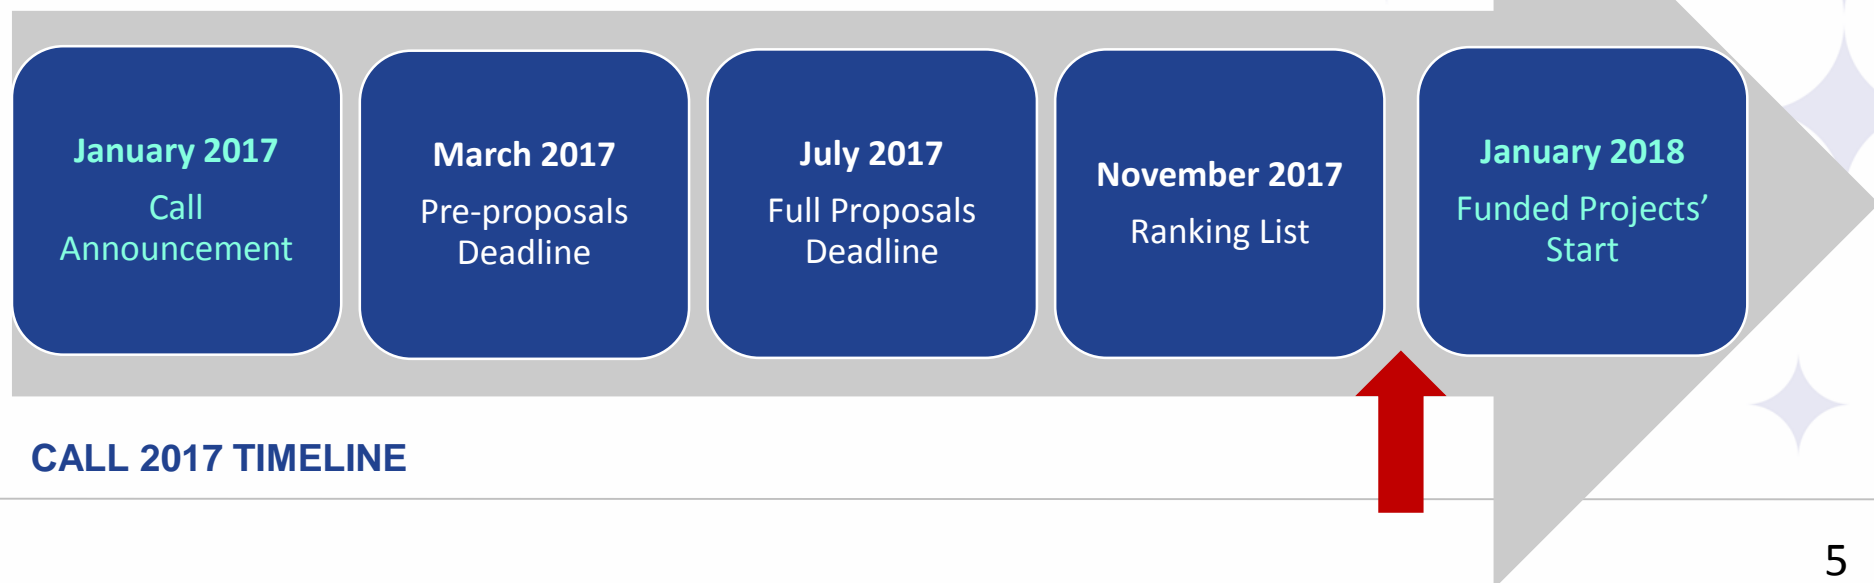 January 2017
Call
Announcement
March 2017
Pre-proposals
Deadline
July 2017
Full Proposals
Deadline
November 2017
Ranking List
January 2018
Funded Projects’
Start
CALL 2017 TIMELINE
5